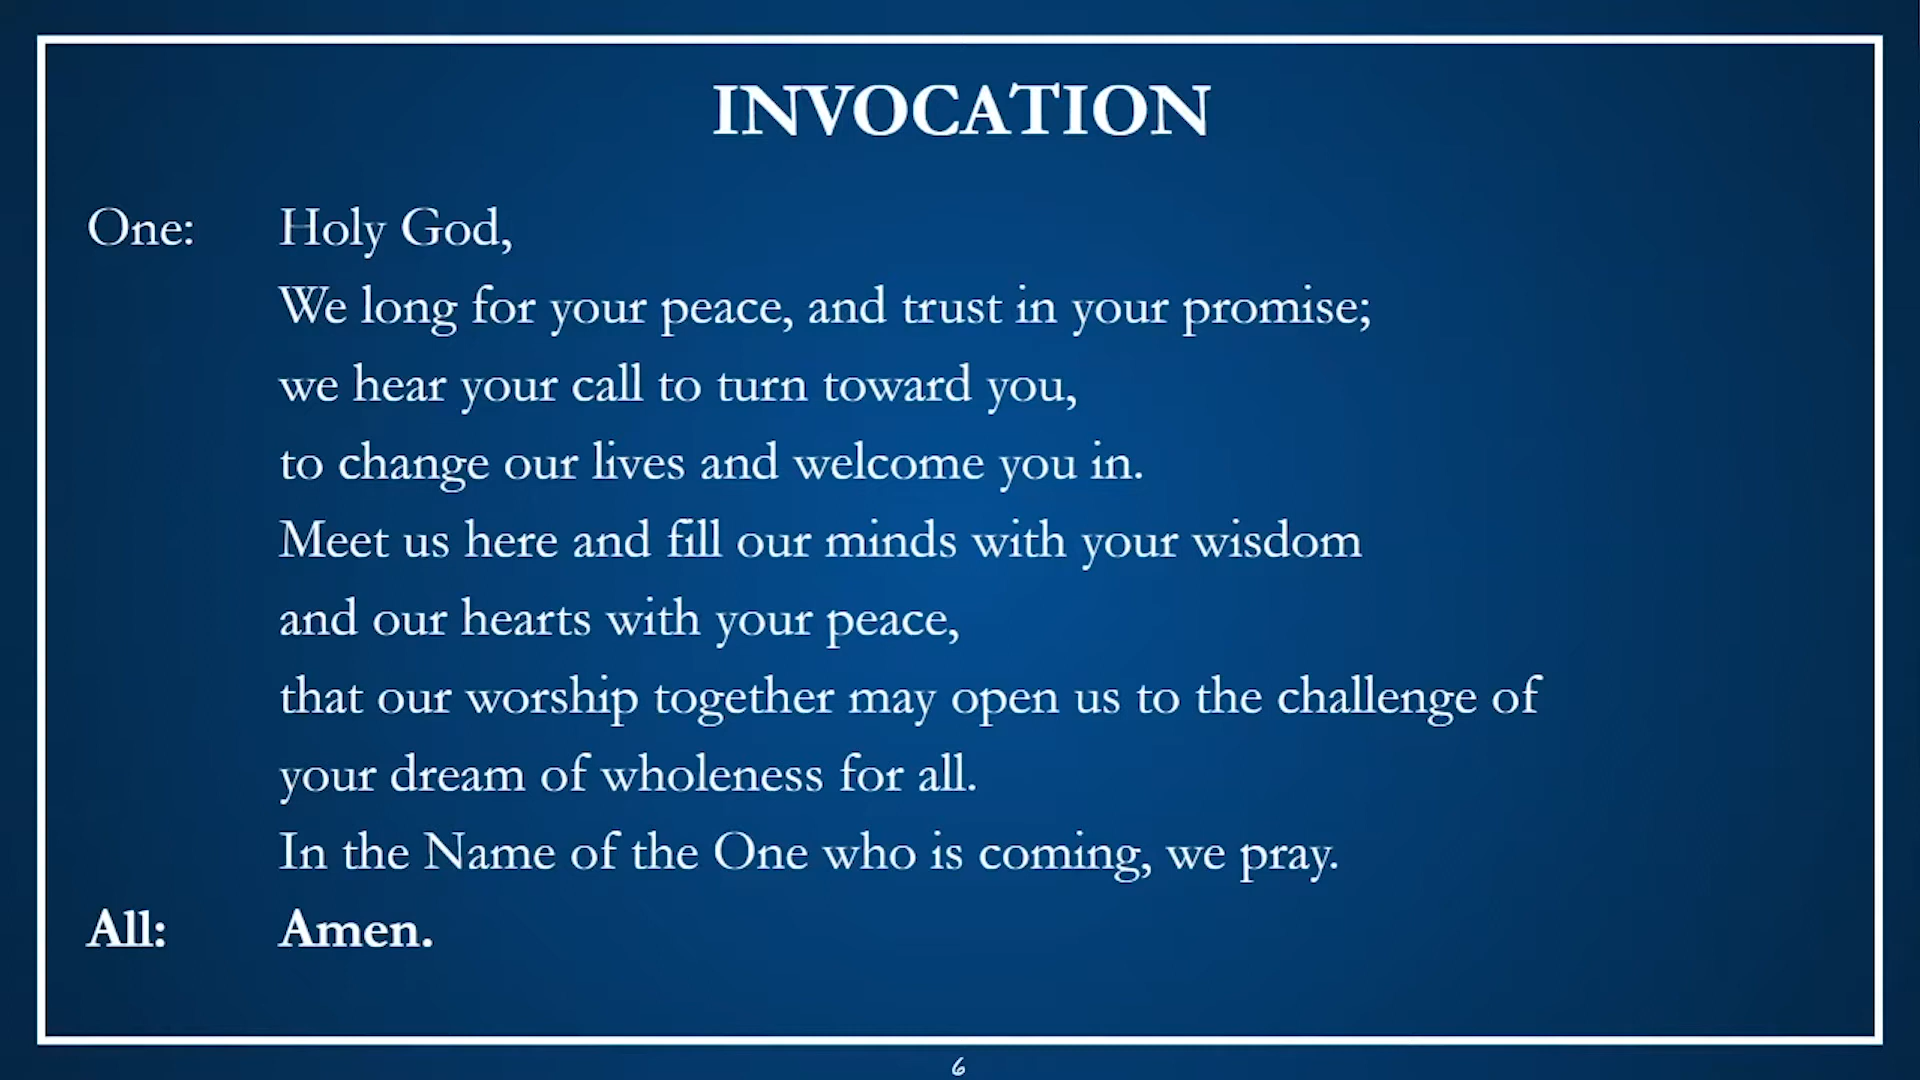 INVOCATION
One: Holy God,
We long for your peace, and trust in your promise;
we hear your call to turn toward you,
to change our lives and welcome you in.
Meet us here and fill our minds with your wisdom
and our hearts with your peace,
that our worship together may open us to the challenge of
your dream of wholeness for all.
In the Name of the One who is coming, we pray.
All: Amen.
6